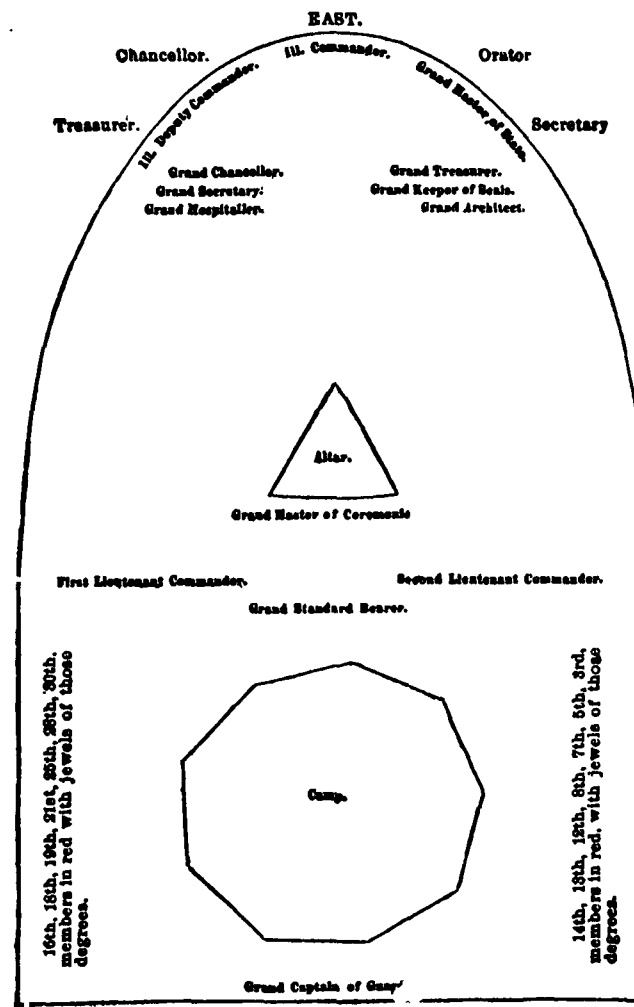 EAST.
Chancellor.
Ill. Commander.
Orator
Treasurer.
Ill. Deputy Commander.
Grand Master of State.
Secretary
Grand Chancellor.
Grand Treasurer.
Grand Secretary.
Grand Keeper of Seals.
Grand Hospitaller.
Grand Architect.
Altar.
Grand Master of Ceremonie
First Lieutenant Commander.
Second Lieutenant Commander.
Grand Standard Bearer.
16th, 18th, 19th, 21st, 25th, 28th, 30th.
members in red with jewels of those
degrees.
Camp.
14th, 13th, 12th, 8th, 7th, 5th, 3rd,
members in red, with jewels of those
degrees.
Grand Captain of Guar